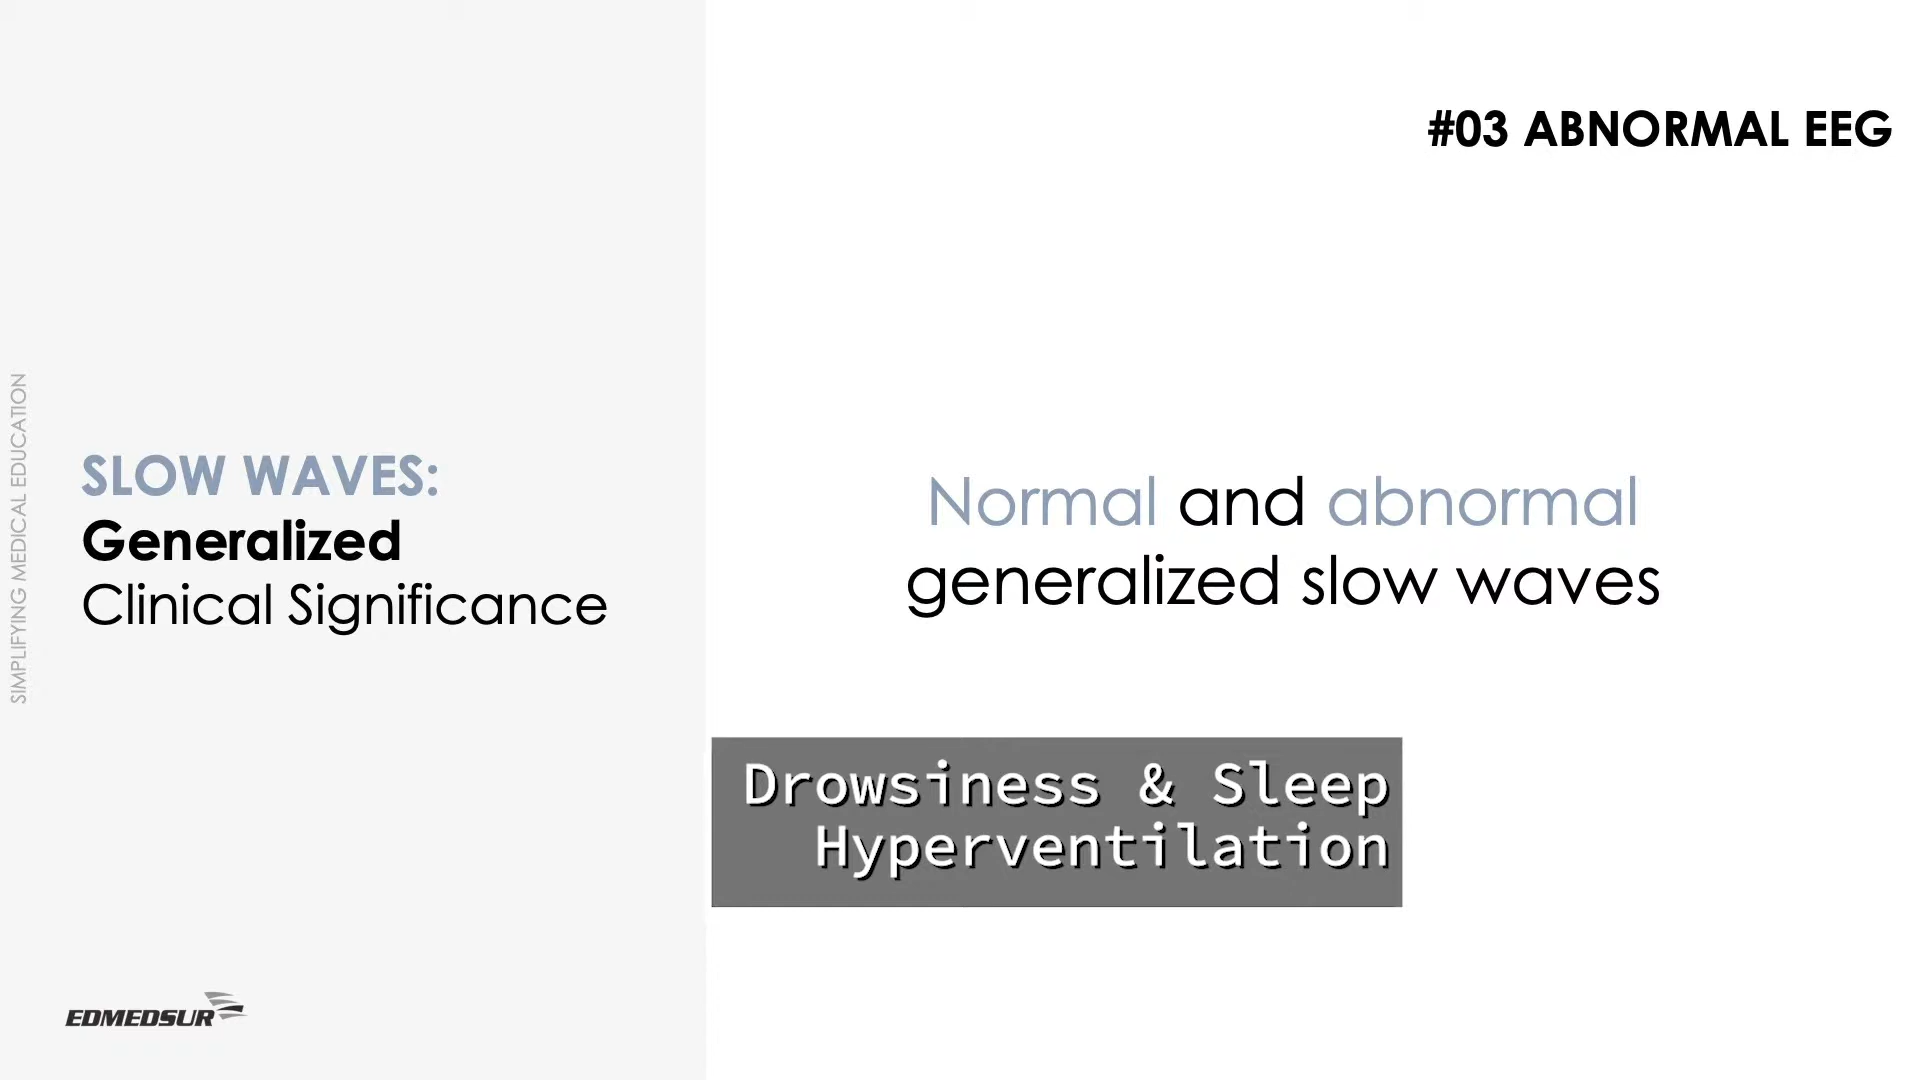 #03 ABNORMAL EEG
SIMPLIFYING MEDICAL EDUCATION
SLOW WAVES:
Generalized
Clinical Significance
Normal and abnormal
generalized slow waves
Drowsiness & Sleep
Hyperventilation
EDMEDSUR